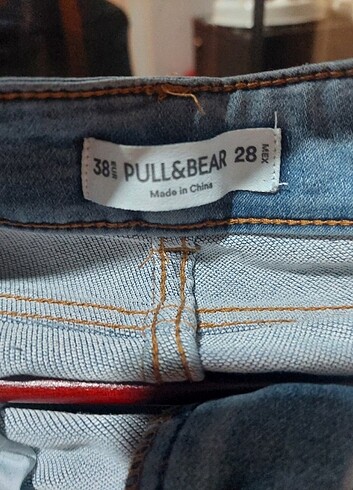 38 EUR PULL&BEAR 28 MEX
Made in China